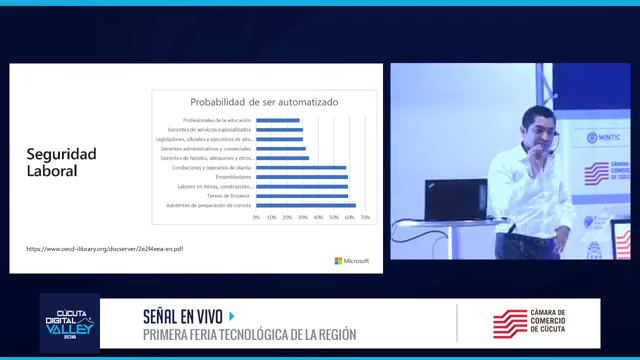 Probabilidad de ser automatizado
Seguridad
Laboral
Profesionales de la educación
Gerentes de servicios especializados
Legisladores, oficiales y ejecutivos de alto...
Gerentes administrativos y comerciales
Gerentes de hoteles, almacenes y otros...
Conductores y operarios de planta
Ensambladores
Labores en minas, construcción,...
Tareas de limpieza
Asistentes de preparación de comida
0% 10% 20% 30% 40% 50% 60% 70%
https://www.oecd-ilibrary.org/docserver/2e2f4eea-en.pdf
Microsoft
MINTIC
CÁMARA
DE COMERCIO
DE CÚCUTA
CÚCUTA
DIGITAL
VALLEY
2018
SEÑAL EN VIVO
PRIMERA FERIA TECNOLÓGICA DE LA REGIÓN
CÁMARA DE
COMERCIO
DE CÚCUTA